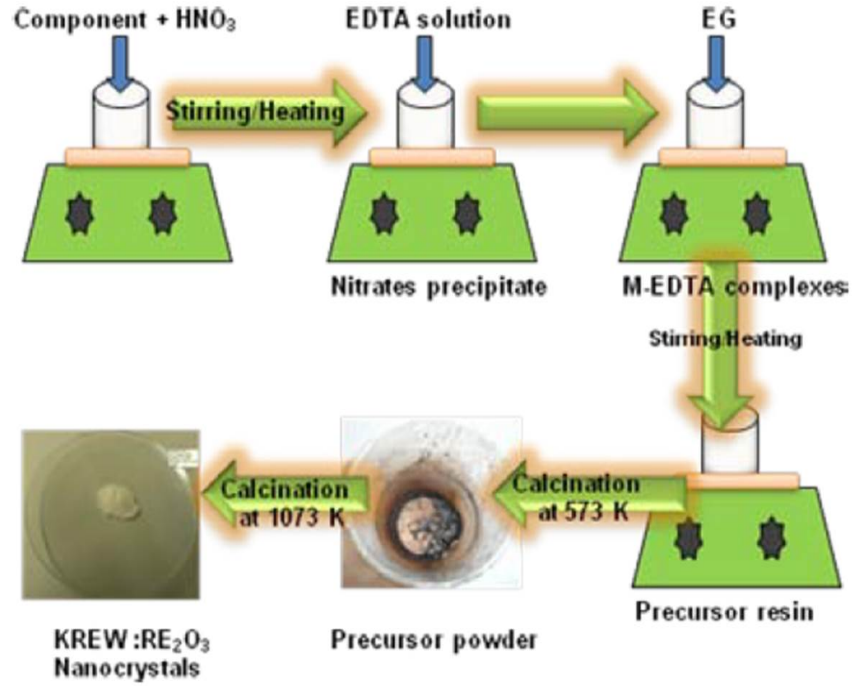 Component + HNO₃
EDTA solution
EG
Stirring/Heating
Nitrates precipitate
M-EDTA complexes
Stirring/Heating
Calcination
at 1073 K
Calcination
at 573 K
KREW:RE₂O₃
Nanocrystals
Precursor powder
Precursor resin